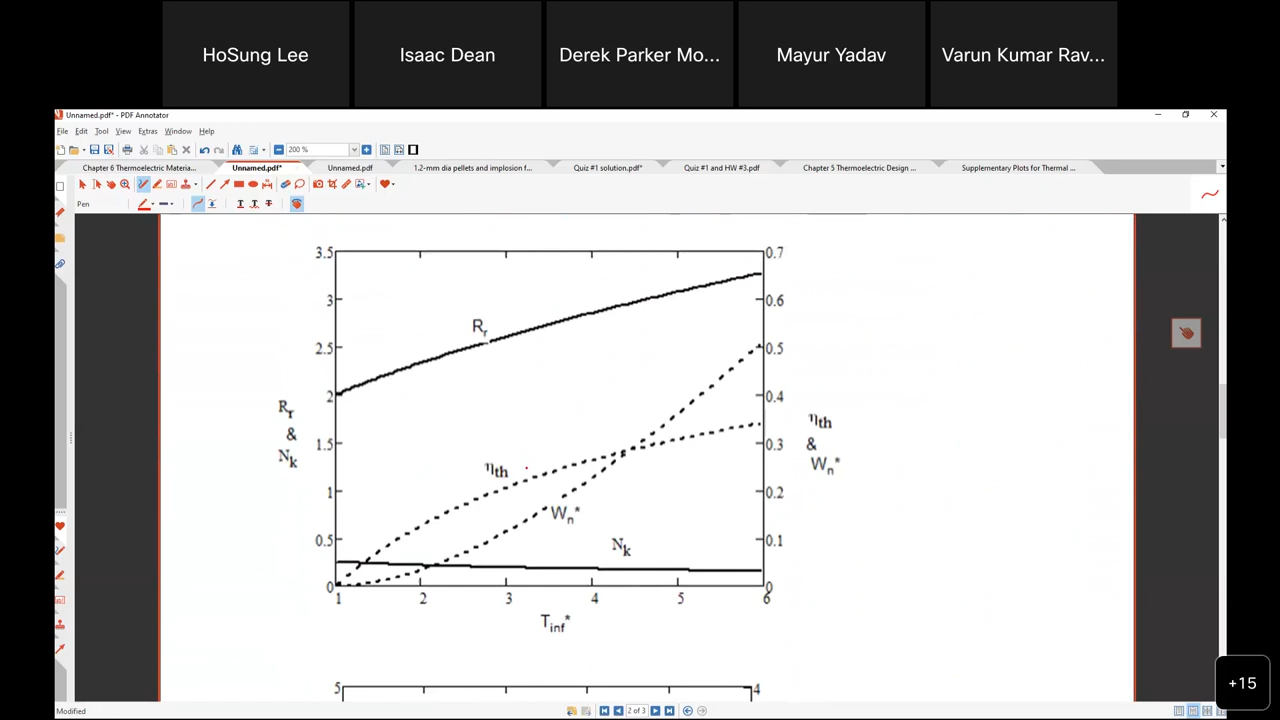 HoSung Lee
Isaac Dean
Derek Parker Mo...
Mayur Yadav
Varun Kumar Rav...
Unnamed.pdf* - PDF Annotator
File Edit Tool View Extras Window Help
200 %
Chapter 6 Thermoelectric Materia...
Unnamed.pdf*
Unnamed.pdf
1.2-mm dia pellets and implosion f...
Quiz #1 solution.pdf*
Quiz #1 and HW #3.pdf
Chapter 5 Thermoelectric Design ...
Supplementary Plots for Thermal ...
Pen
3.5
3
2.5
2
1.5
1
0.5
0
0.7
0.6
0.5
0.4
0.3
0.2
0.1
0
Rr
&
Nk
Rr
ηth
Wn*
Nk
ηth
&
Wn*
1 2 3 4 5 6
Tinf*
5
4
Modified
2 of 3
+15